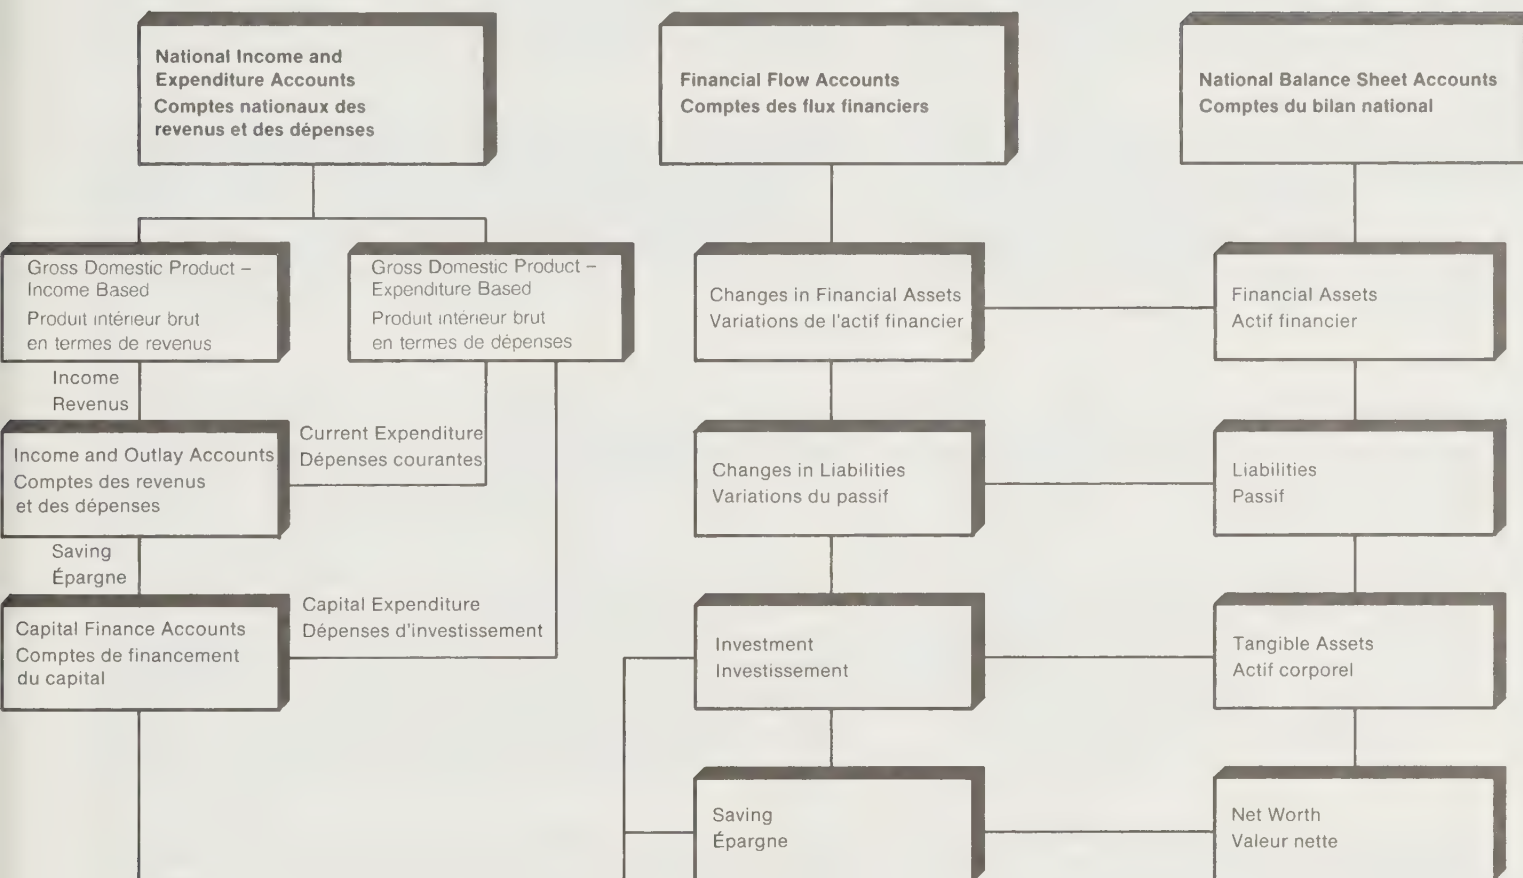 National Income and
Expenditure Accounts
Comptes nationaux des
revenus et des dépenses
Financial Flow Accounts
Comptes des flux financiers
National Balance Sheet Accounts
Comptes du bilan national
Gross Domestic Product –
Income Based
Produit intérieur brut
en termes de revenus
Gross Domestic Product –
Expenditure Based
Produit intérieur brut
en termes de dépenses
Changes in Financial Assets
Variations de l'actif financier
Financial Assets
Actif financier
Income
Revenus
Income and Outlay Accounts
Comptes des revenus
et des dépenses
Current Expenditure
Dépenses courantes
Changes in Liabilities
Variations du passif
Liabilities
Passif
Saving
Épargne
Capital Finance Accounts
Comptes de financement
du capital
Capital Expenditure
Dépenses d'investissement
Investment
Investissement
Tangible Assets
Actif corporel
Saving
Épargne
Net Worth
Valeur nette